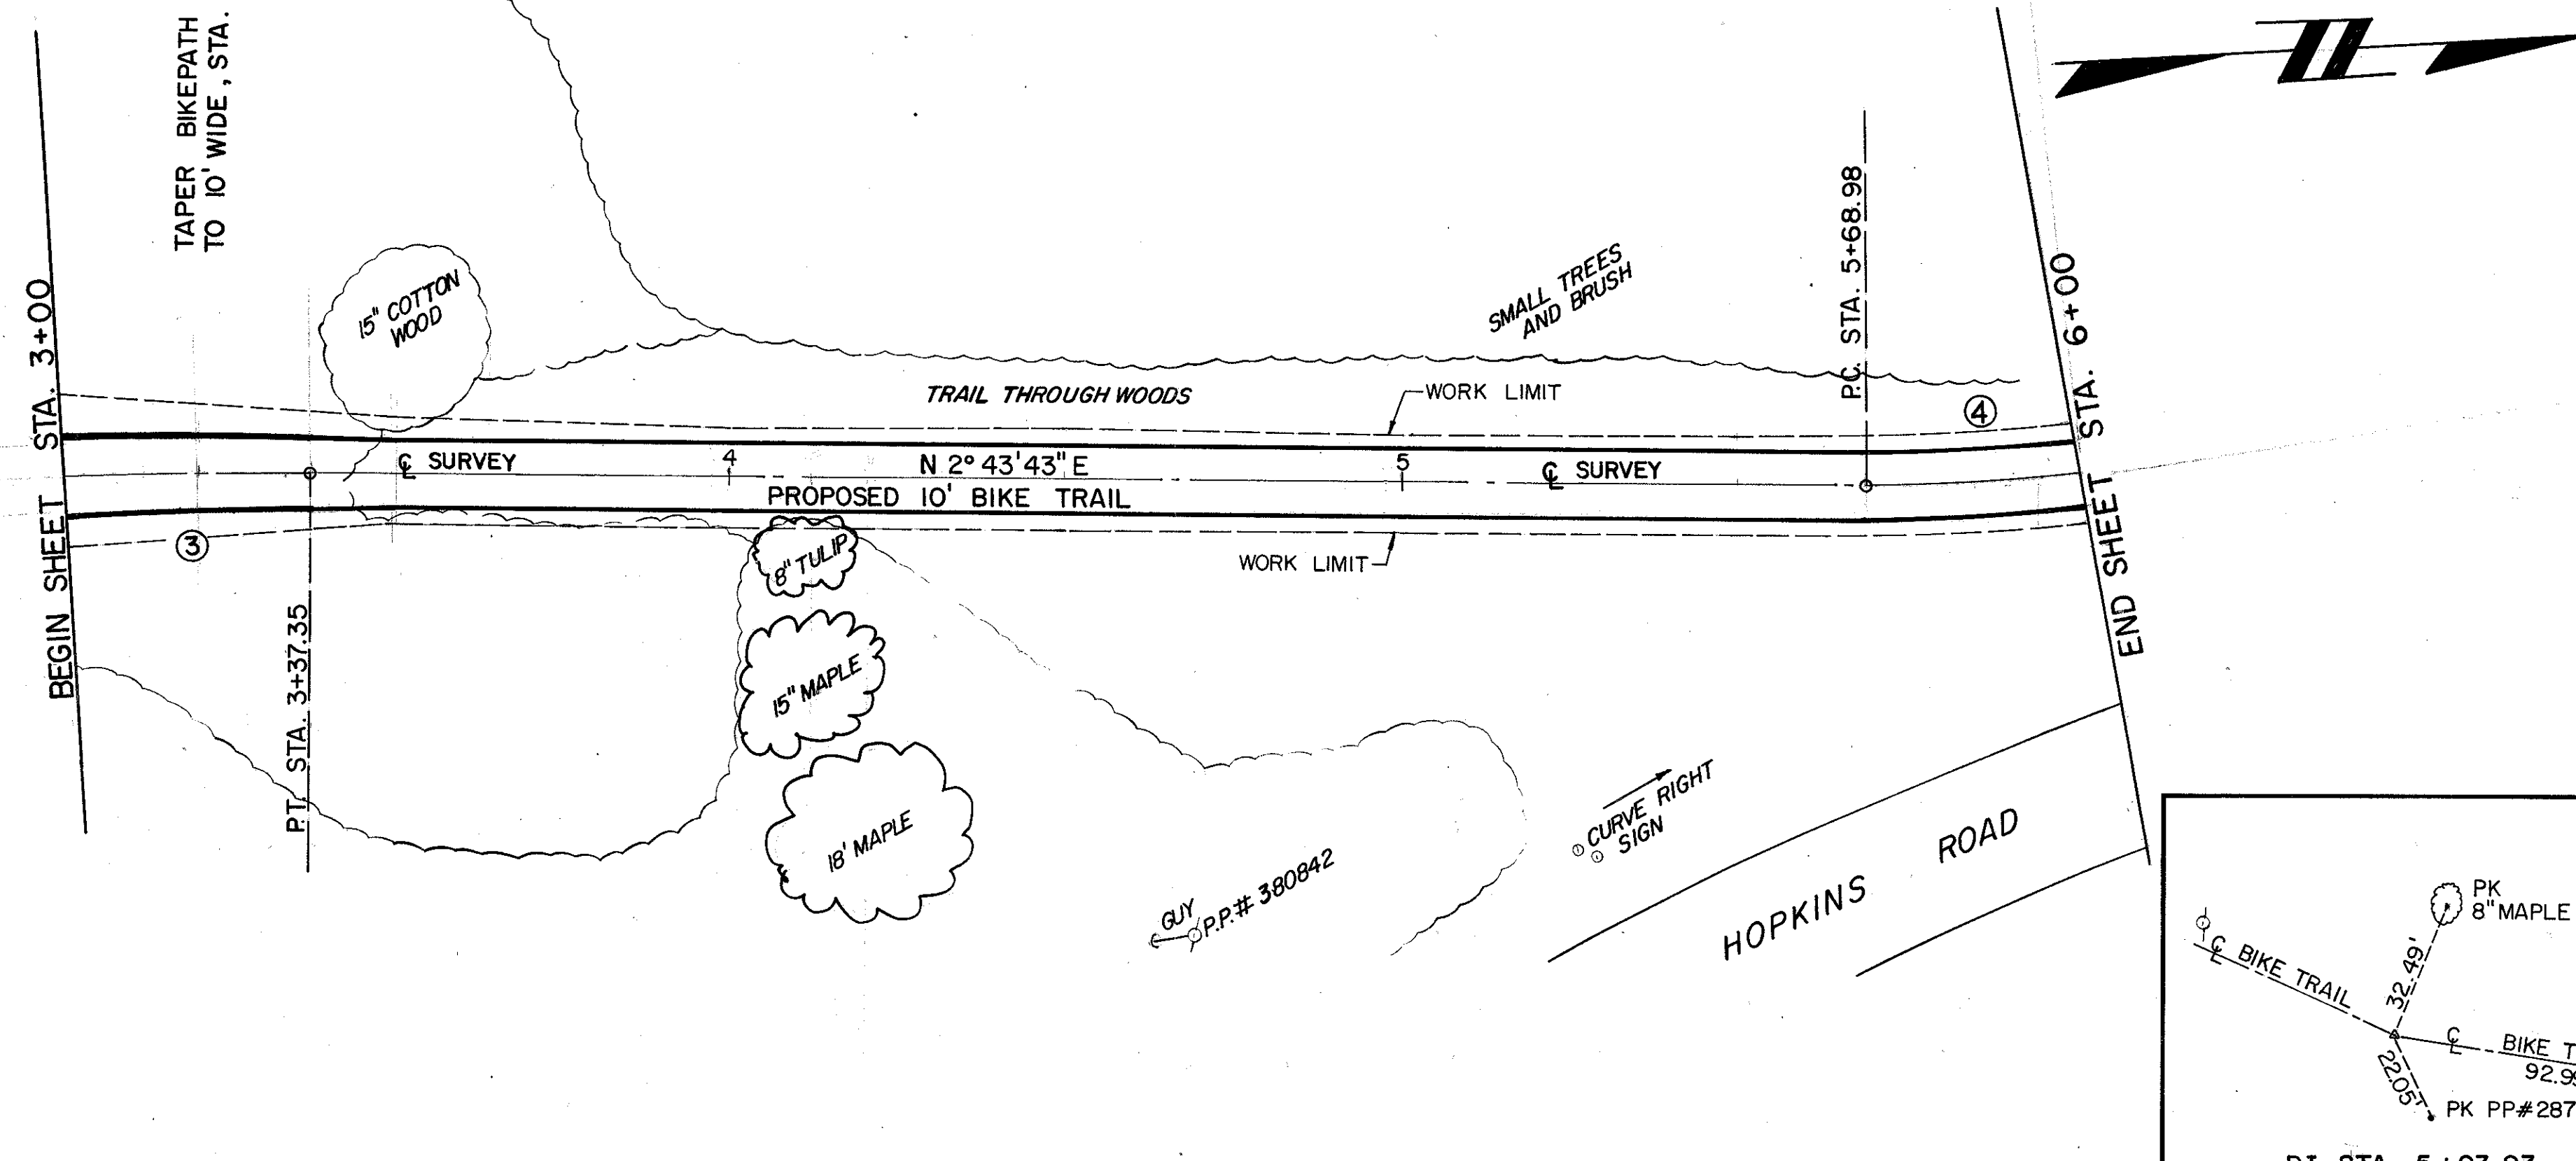 TAPER BIKEPATH
TO 10' WIDE, STA.
BEGIN SHEET STA. 3+00
15" COTTON
WOOD
P.T. STA. 3+37.35
3
℄ SURVEY
4
N 2° 43' 43" E
5
℄ SURVEY
PROPOSED 10' BIKE TRAIL
TRAIL THROUGH WOODS
WORK LIMIT
WORK LIMIT
SMALL TREES
AND BRUSH
P.C. STA. 5+68.98
4
END SHEET STA. 6+00
8" TULIP
15" MAPLE
18' MAPLE
GUY
P.P.# 380842
CURVE RIGHT
SIGN
HOPKINS ROAD
PK
8" MAPLE
32.49'
℄ BIKE TRAIL
℄ BIKE T
92.9
22.05'
PK PP#287